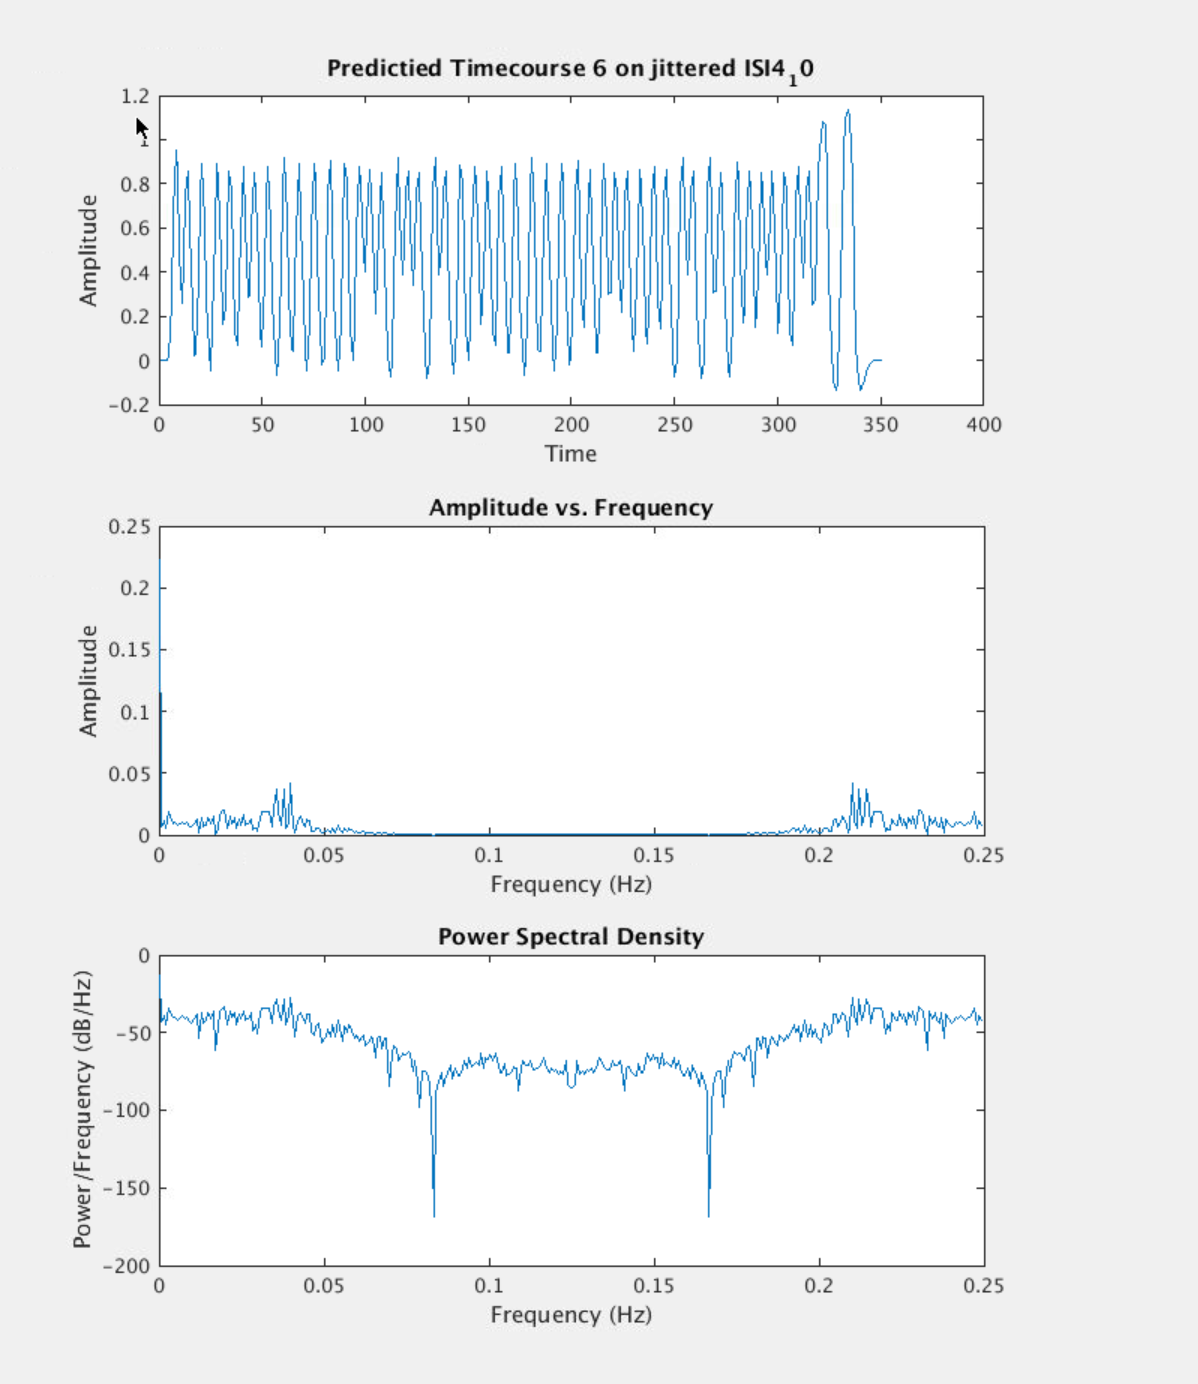 Predictied Timecourse 6 on jittered ISI4₁0
1.2
1
0.8
0.6
0.4
0.2
0
−0.2
Amplitude
0 50 100 150 200 250 300 350 400
Time
Amplitude vs. Frequency
0.25
0.2
0.15
0.1
0.05
0
Amplitude
0 0.05 0.1 0.15 0.2 0.25
Frequency (Hz)
Power Spectral Density
0
−50
−100
−150
−200
Power/Frequency (dB/Hz)
0 0.05 0.1 0.15 0.2 0.25
Frequency (Hz)